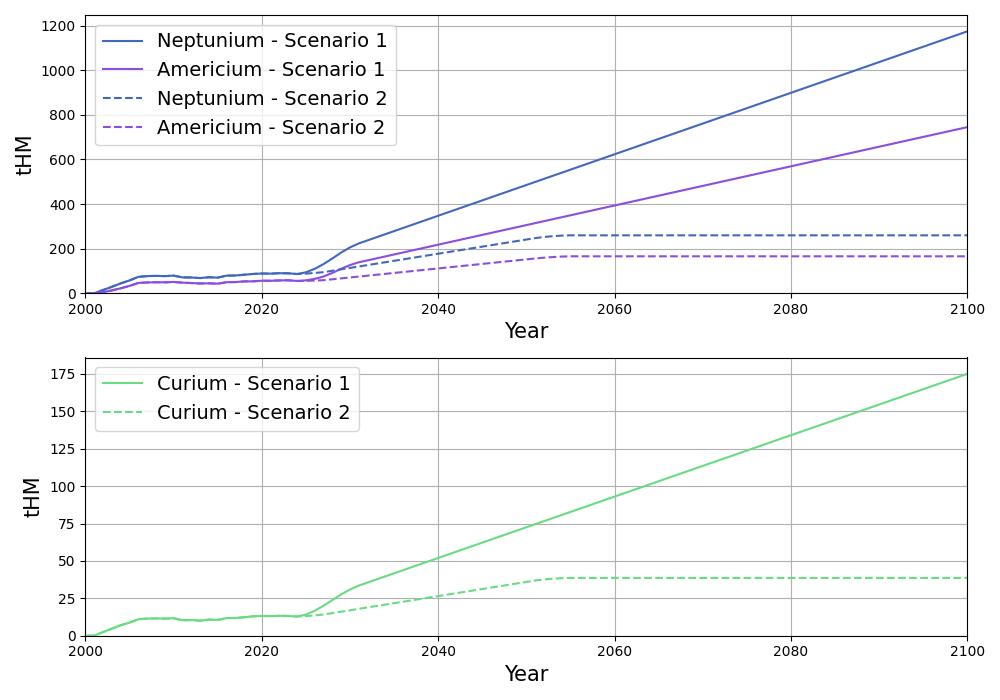 1200
1000
800
600
400
200
0
tHM
Neptunium - Scenario 1
Americium - Scenario 1
Neptunium - Scenario 2
Americium - Scenario 2
2000 2020 2040 2060 2080 2100
Year
175
150
125
100
75
50
25
0
tHM
Curium - Scenario 1
Curium - Scenario 2
2000 2020 2040 2060 2080 2100
Year